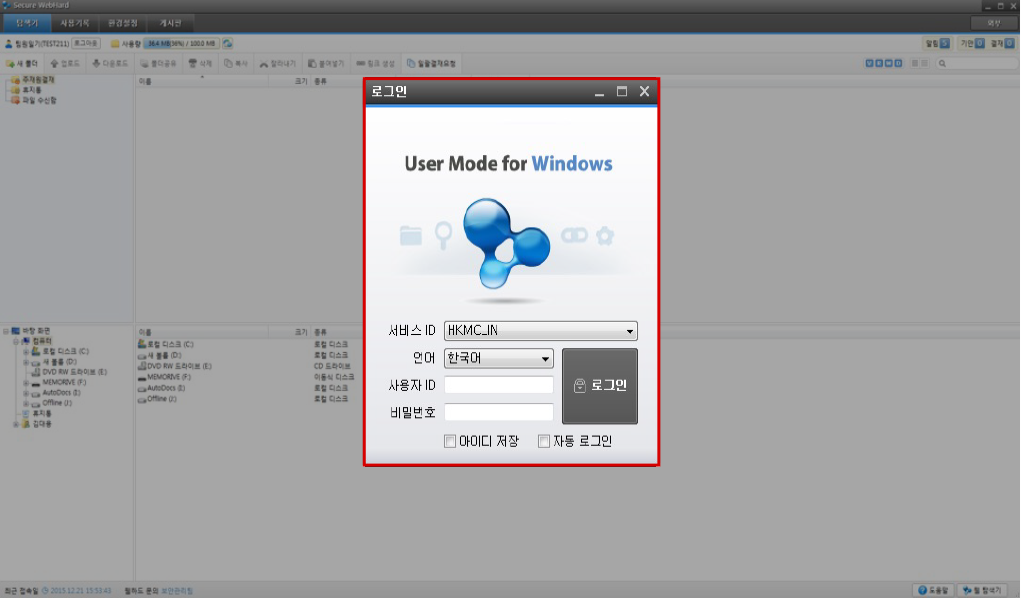 Secure WebHard
탐색기 사용기록 환경설정 게시판
팀원일기(TEST211) 로그아웃 사용량 36.4 MB(36%) / 100.0 MB 알림 5 기안 0 결재 0
새 폴더 업로드 다운로드 폴더공유 삭제 복사 잘라내기 붙여넣기 링크 생성 일괄결재요청
주재원결재
휴지통
파일 수신함
이름 크기 종류
로그인
User Mode for Windows
서비스 ID HKMC_IN
언어 한국어
사용자 ID
비밀번호
로그인
아이디 저장 자동 로그인
바탕 화면
컴퓨터
로컬 디스크 (C)
새 볼륨 (D:)
DVD RW 드라이브 (E:)
MEMORIVE (F:)
AutoDocs (I:)
Offline (J:)
휴지통
김대용
이름 크기 종류
로컬 디스크 (C:) 로컬 디스크
새 볼륨 (D:) 로컬 디스크
DVD RW 드라이브 (E:) CD 드라이브
MEMORIVE (F:) 이동식 디스크
AutoDocs (I:) 로컬 디스크
Offline (J:) 로컬 디스크
최근 접속일 2015.12.21 15:53:43 웹하드 문의 보안관리팀 도움말 웹 탐색기